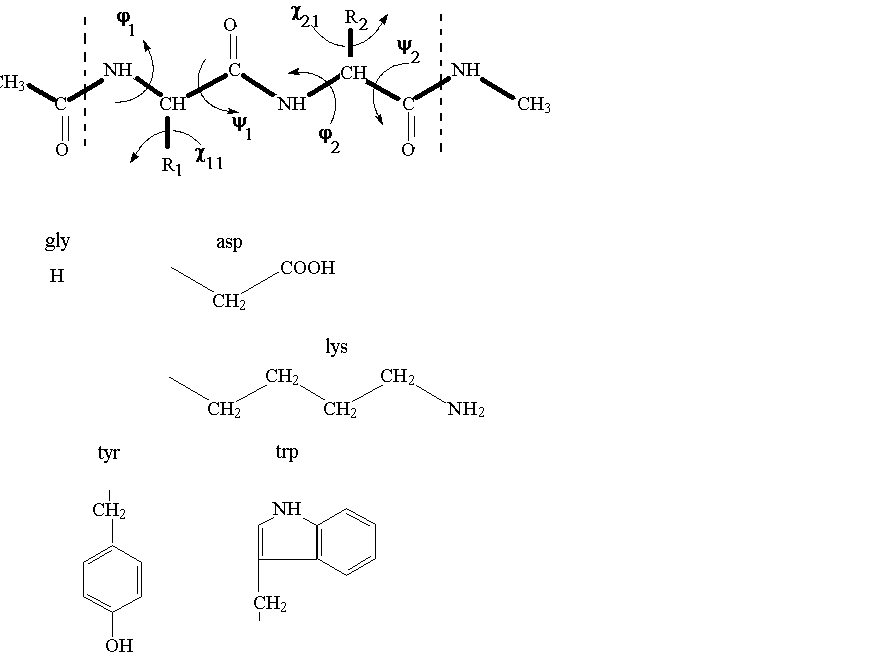 φ1 O χ21 R2
ψ2
CH3 NH C CH NH
C CH NH C CH3
ψ1 φ2
O R1 χ11 O
gly asp
H COOH
CH2
lys
CH2 CH2
CH2 CH2 NH2
tyr trp
CH2 NH
CH2
OH